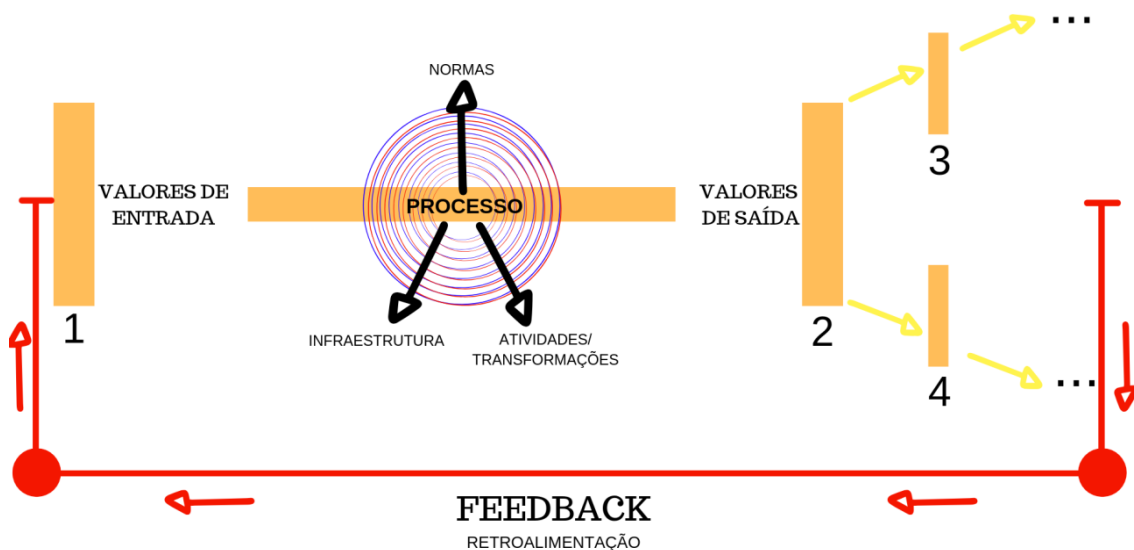 ...
NORMAS
3
VALORES DE
ENTRADA
PROCESSO
VALORES
DE SAÍDA
1
INFRAESTRUTURA
ATIVIDADES/
TRANSFORMAÇÕES
2
4
...
FEEDBACK
RETROALIMENTAÇÃO